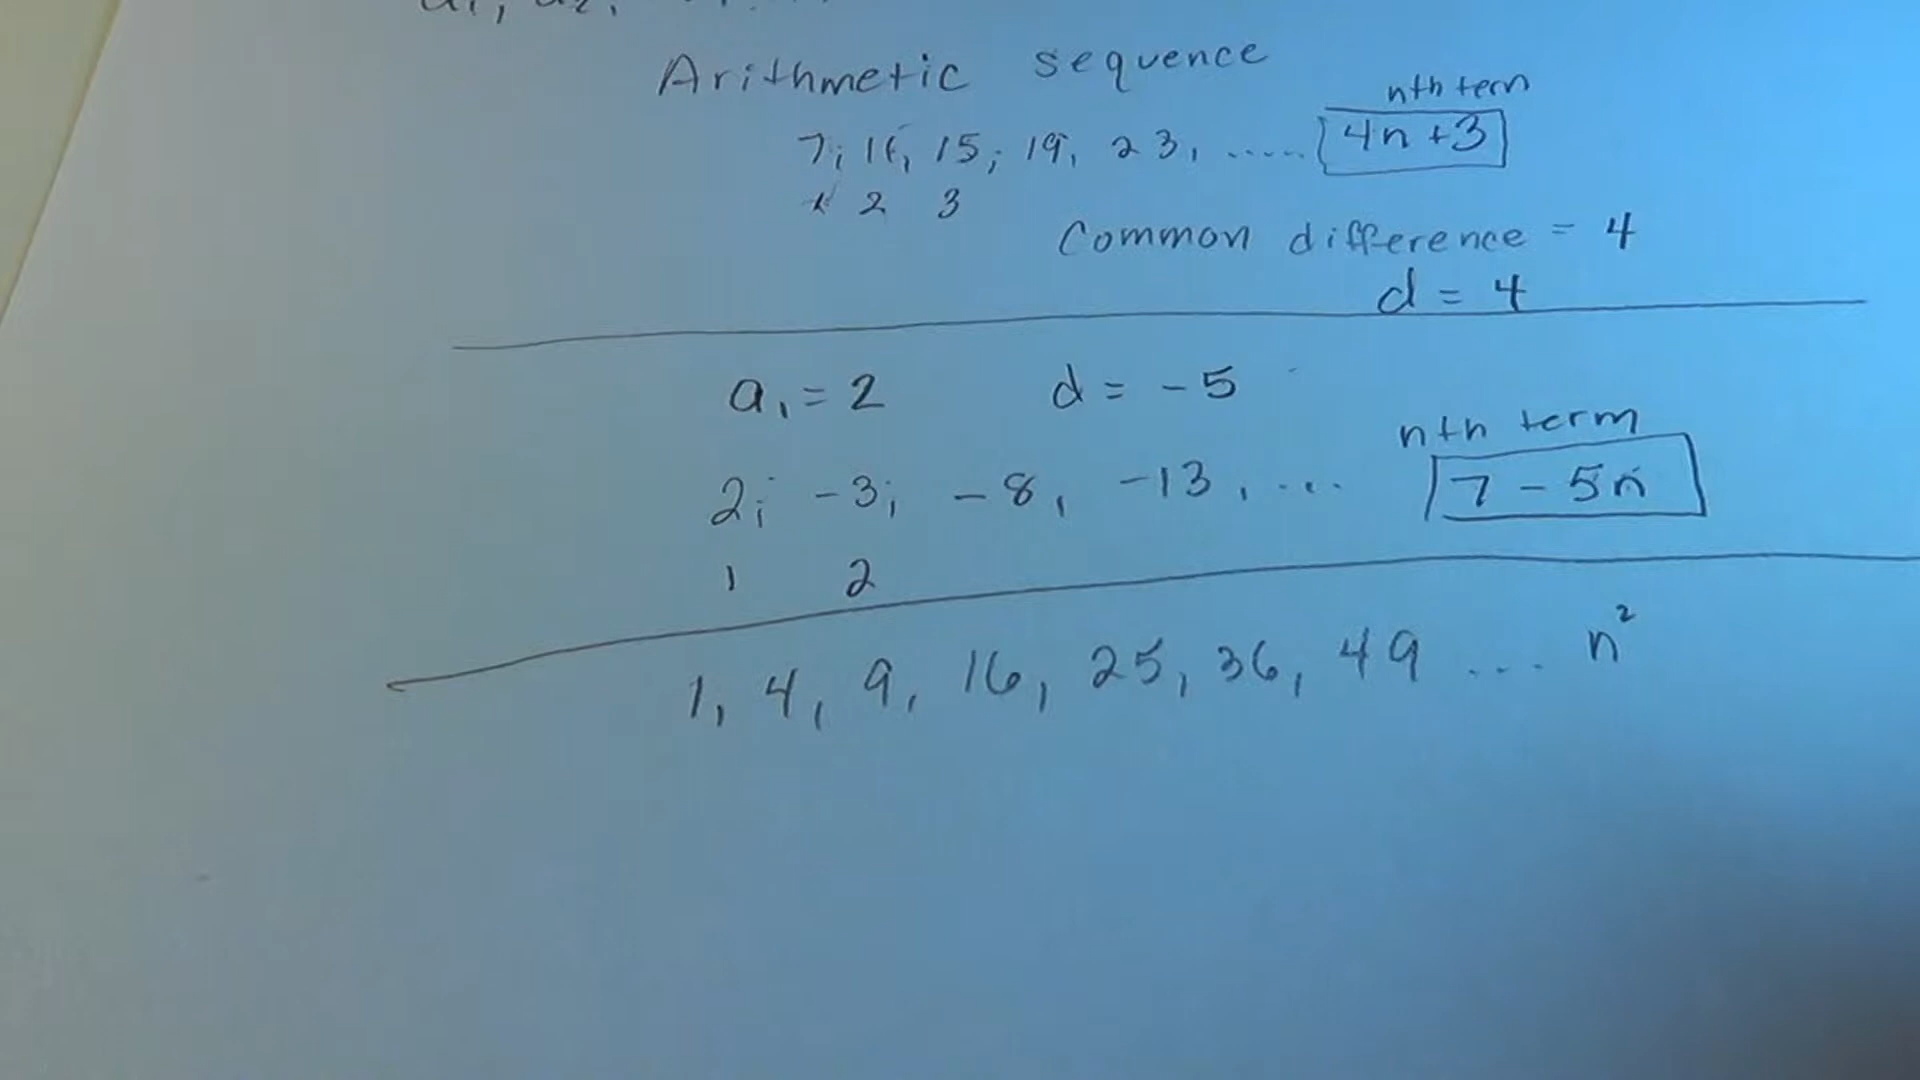 a1, a2,
Arithmetic sequence
nth term
7, 11, 15, 19, 23, ..... 4n + 3
1 2 3
Common difference = 4
d = 4
a₁ = 2 d = -5
nth term
2, -3, -8, -13, ... 7 - 5n
1 2
1, 4, 9, 16, 25, 36, 49 ... n²